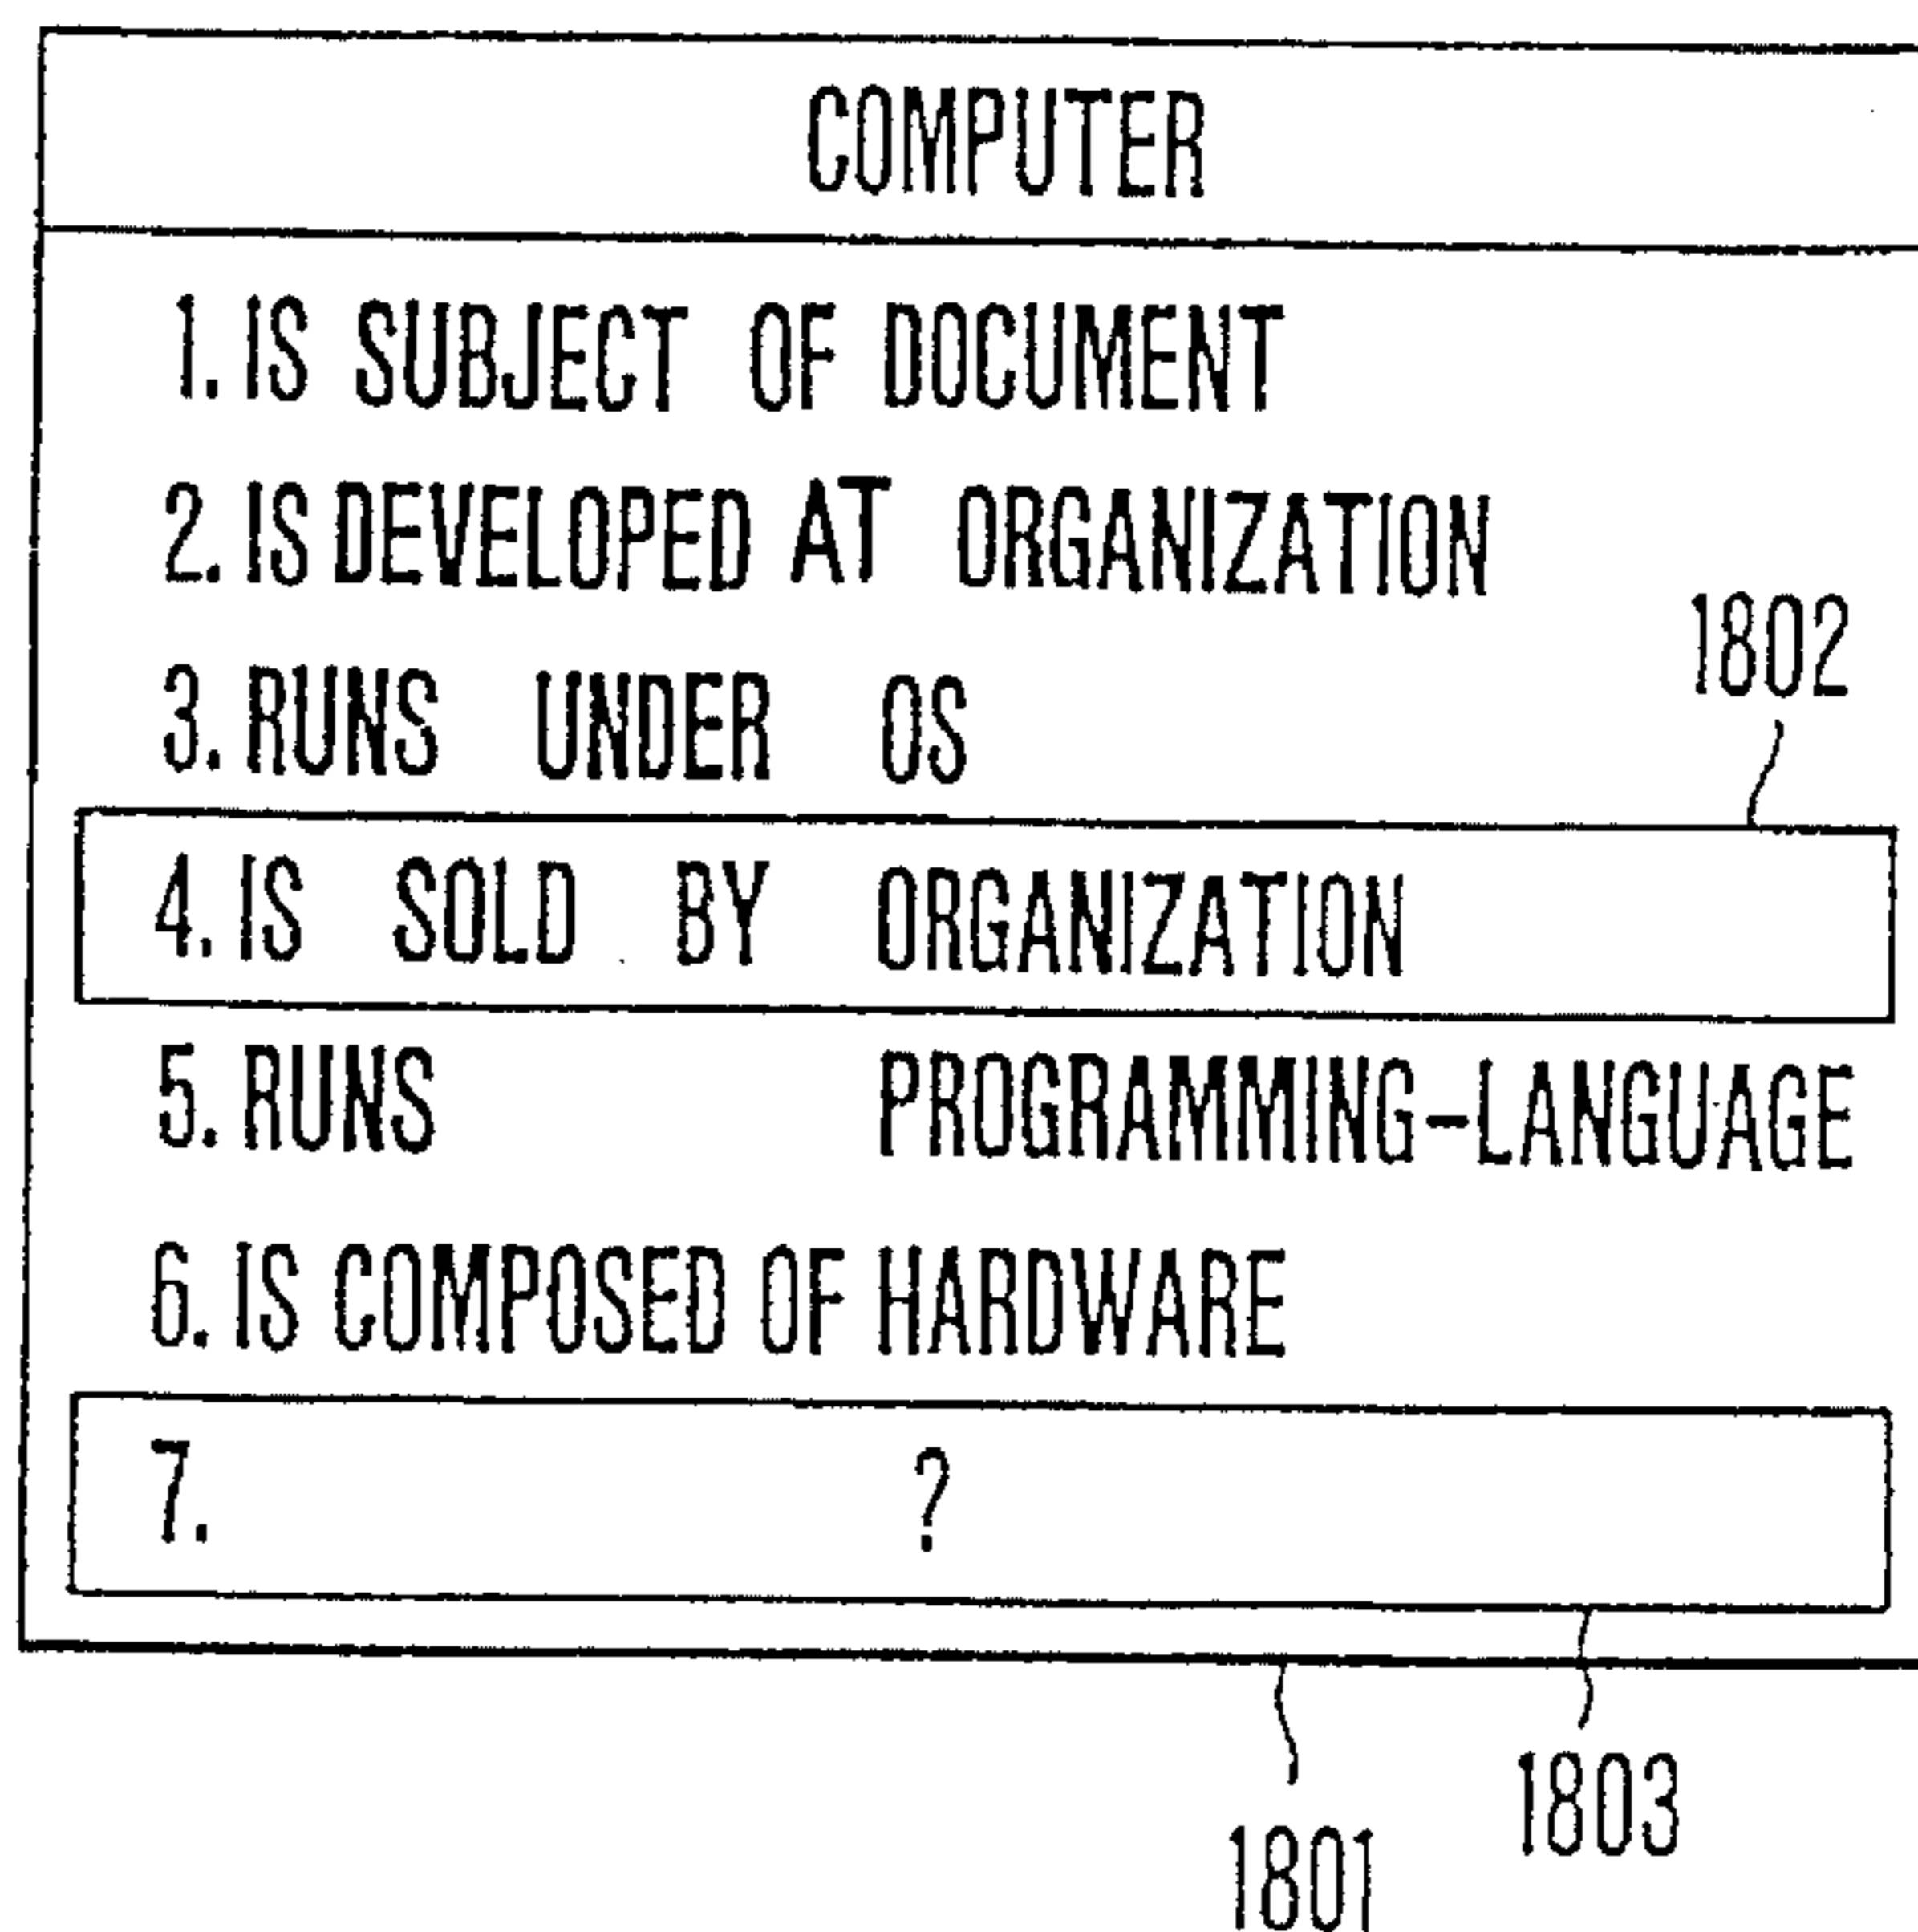 COMPUTER
1. IS SUBJECT OF DOCUMENT
2. IS DEVELOPED AT ORGANIZATION
1802
3. RUNS UNDER OS
4. IS SOLD BY ORGANIZATION
5. RUNS PROGRAMMING-LANGUAGE
6. IS COMPOSED OF HARDWARE
7. ?
1803
1801